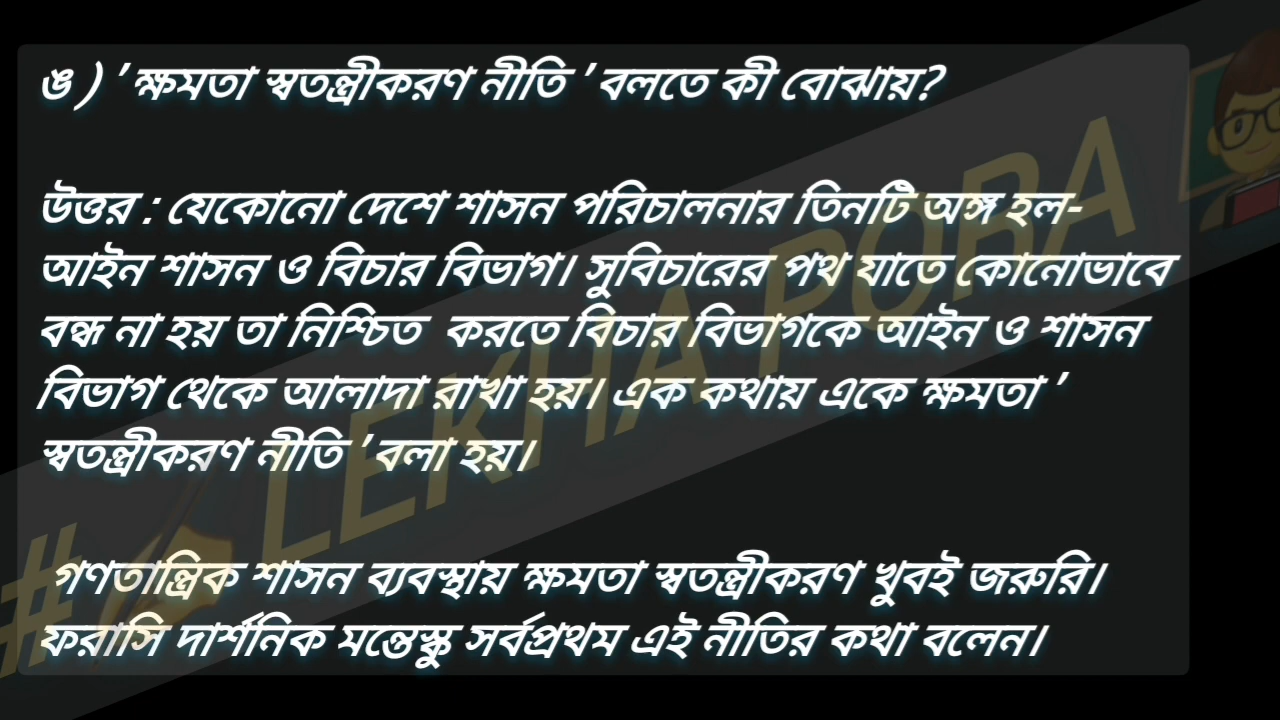 ঙ ) ' ক্ষমতা স্বতন্ত্রীকরণ নীতি ' বলতে কী বোঝায়?
উত্তর : যেকোনো দেশে শাসন পরিচালনার তিনটি অঙ্গ হল-
আইন শাসন ও বিচার বিভাগ। সুবিচারের পথ যাতে কোনোভাবে
বন্ধ না হয় তা নিশ্চিত করতে বিচার বিভাগকে আইন ও শাসন
বিভাগ থেকে আলাদা রাখা হয়। এক কথায় একে ক্ষমতা '
স্বতন্ত্রীকরণ নীতি ' বলা হয়।
গণতান্ত্রিক শাসন ব্যবস্থায় ক্ষমতা স্বতন্ত্রীকরণ খুবই জরুরি।
ফরাসি দার্শনিক মন্তেস্কু সর্বপ্রথম এই নীতির কথা বলেন।
# LEKHA PORA